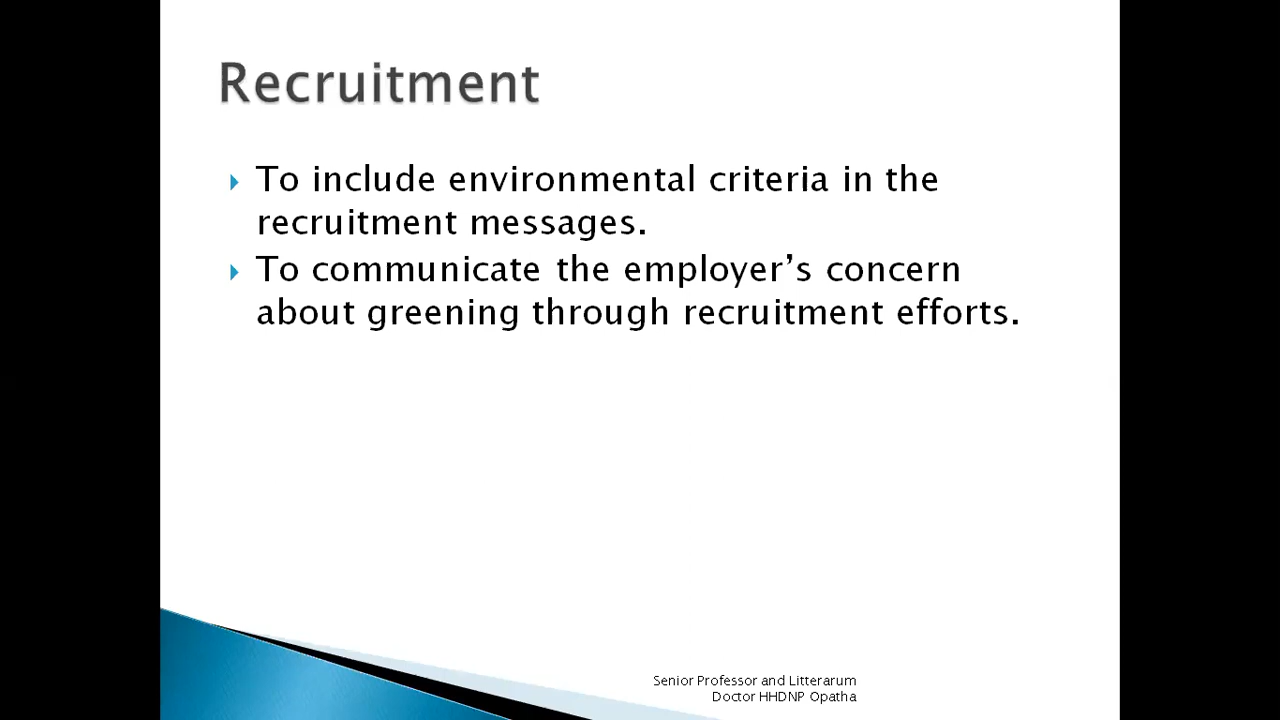 Recruitment
To include environmental criteria in the
recruitment messages.
To communicate the employer’s concern
about greening through recruitment efforts.
Senior Professor and Litterarum
Doctor HHDNP Opatha